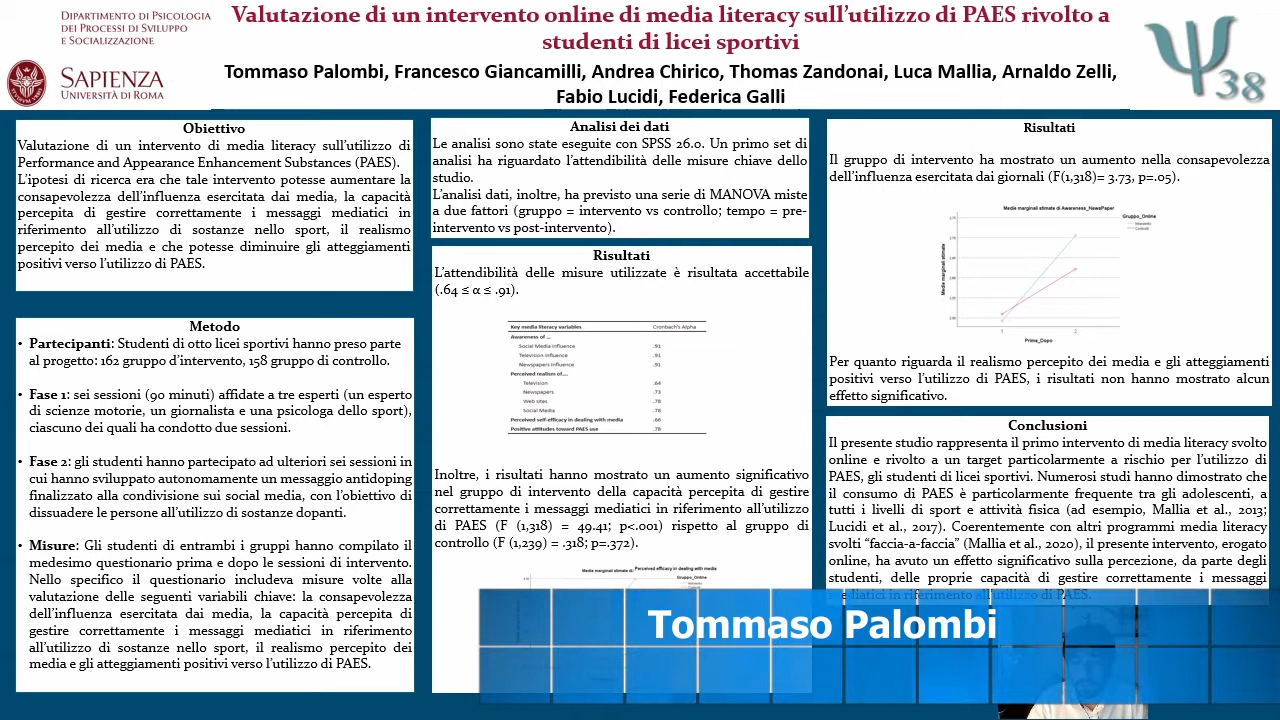 Dipartimento di Psicologia
dei Processi di Sviluppo
e Socializzazione
Sapienza
Università di Roma
Valutazione di un intervento online di media literacy sull'utilizzo di PAES rivolto a
studenti di licei sportivi
Tommaso Palombi, Francesco Giancamilli, Andrea Chirico, Thomas Zandonai, Luca Mallia, Arnaldo Zelli,
Fabio Lucidi, Federica Galli
38
Obiettivo
Valutazione di un intervento di media literacy sull'utilizzo di
Performance and Appearance Enhancement Substances (PAES).
L'ipotesi di ricerca era che tale intervento potesse aumentare la
consapevolezza dell'influenza esercitata dai media, la capacità
percepita di gestire correttamente i messaggi mediatici in
riferimento all'utilizzo di sostanze nello sport, il realismo
percepito dei media e che potesse diminuire gli atteggiamenti
positivi verso l'utilizzo di PAES.
Metodo
• Partecipanti: Studenti di otto licei sportivi hanno preso parte
al progetto: 162 gruppo d'intervento, 158 gruppo di controllo.
• Fase 1: sei sessioni (90 minuti) affidate a tre esperti (un esperto
di scienze motorie, un giornalista e una psicologa dello sport),
ciascuno dei quali ha condotto due sessioni.
• Fase 2: gli studenti hanno partecipato ad ulteriori sei sessioni in
cui hanno sviluppato autonomamente un messaggio antidoping
finalizzato alla condivisione sui social media, con l'obiettivo di
dissuadere le persone all'utilizzo di sostanze dopanti.
• Misure: Gli studenti di entrambi i gruppi hanno compilato il
medesimo questionario prima e dopo le sessioni di intervento.
Nello specifico il questionario includeva misure volte alla
valutazione delle seguenti variabili chiave: la consapevolezza
dell'influenza esercitata dai media, la capacità percepita di
gestire correttamente i messaggi mediatici in riferimento
all'utilizzo di sostanze nello sport, il realismo percepito dei
media e gli atteggiamenti positivi verso l'utilizzo di PAES.
Analisi dei dati
Le analisi sono state eseguite con SPSS 26.0. Un primo set di
analisi ha riguardato l'attendibilità delle misure chiave dello
studio.
L'analisi dati, inoltre, ha previsto una serie di MANOVA miste
a due fattori (gruppo = intervento vs controllo; tempo = pre-
intervento vs post-intervento).
Risultati
L'attendibilità delle misure utilizzate è risultata accettabile
(.64 ≤ α ≤ .91).
Key media literacy variables Cronbach's Alpha
Awareness of ...
Social Media influence .91
Television influence .91
Newspapers influence .91
Perceived realism of....
Television .64
Newspapers .73
Web sites .78
Social Media .78
Perceived self-efficacy in dealing with media .66
Positive attitudes toward PAES use .78
Inoltre, i risultati hanno mostrato un aumento significativo
nel gruppo di intervento della capacità percepita di gestire
correttamente i messaggi mediatici in riferimento all'utilizzo
di PAES (F (1,318) = 49.41; p<.001) rispetto al gruppo di
controllo (F (1,239) = .318; p=.372).
Medie marginali stimate di Perceived efficacy in dealing with media
Gruppo_Online
Risultati
Il gruppo di intervento ha mostrato un aumento nella consapevolezza
dell'influenza esercitata dai giornali (F(1,318)= 3.73, p=.05).
Medie marginali stimate di Awareness_NewsPaper
Gruppo_Online
Intervento
Controllo
Medie marginali stimate
1 2
Prima_Dopo
Per quanto riguarda il realismo percepito dei media e gli atteggiamenti
positivi verso l'utilizzo di PAES, i risultati non hanno mostrato alcun
effetto significativo.
Conclusioni
Il presente studio rappresenta il primo intervento di media literacy svolto
online e rivolto a un target particolarmente a rischio per l'utilizzo di
PAES, gli studenti di licei sportivi. Numerosi studi hanno dimostrato che
il consumo di PAES è particolarmente frequente tra gli adolescenti, a
tutti i livelli di sport e attività fisica (ad esempio, Mallia et al., 2013;
Lucidi et al., 2017). Coerentemente con altri programmi media literacy
svolti "faccia-a-faccia" (Mallia et al., 2020), il presente intervento, erogato
online, ha avuto un effetto significativo sulla percezione, da parte degli
studenti, delle proprie capacità di gestire correttamente i messaggi
mediatici in riferimento all'utilizzo di PAES.
Tommaso Palombi